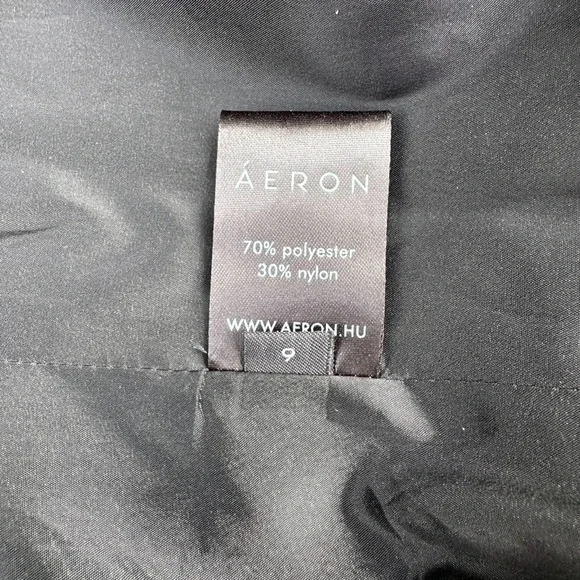 ÁERON
70% polyester
30% nylon
WWW.AERON.HU
9